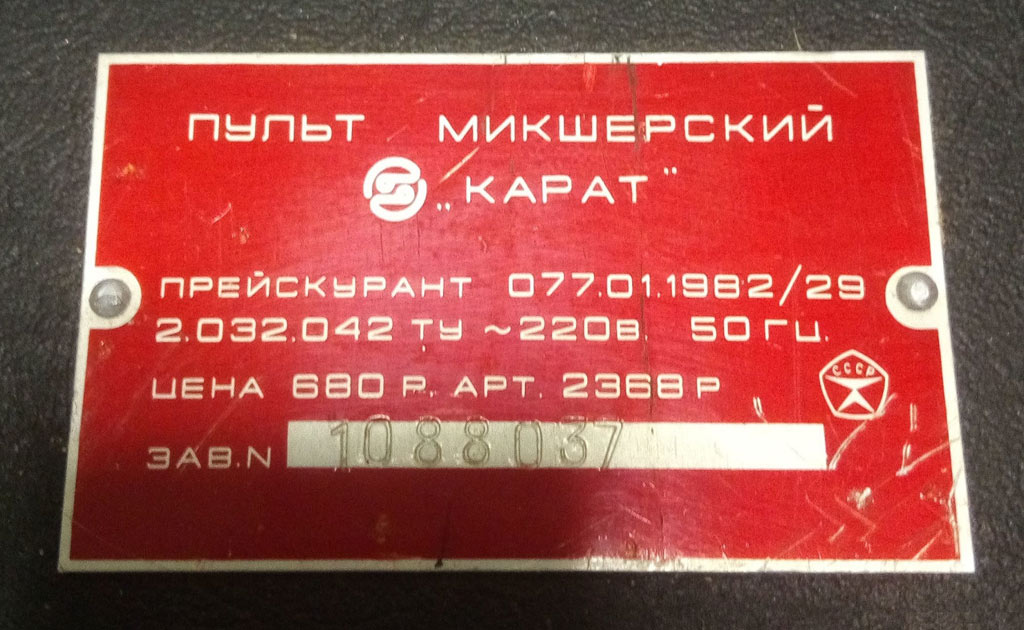 ПУЛЬТ МИКШЕРСКИЙ
„КАРАТ"
ПРЕЙСКУРАНТ 077.01.1982/29
2.032.042 ТУ ~220В. 50ГЦ.
ЦЕНА 680 Р. АРТ. 2368 Р
СССР
ЗАВ.N 1088037